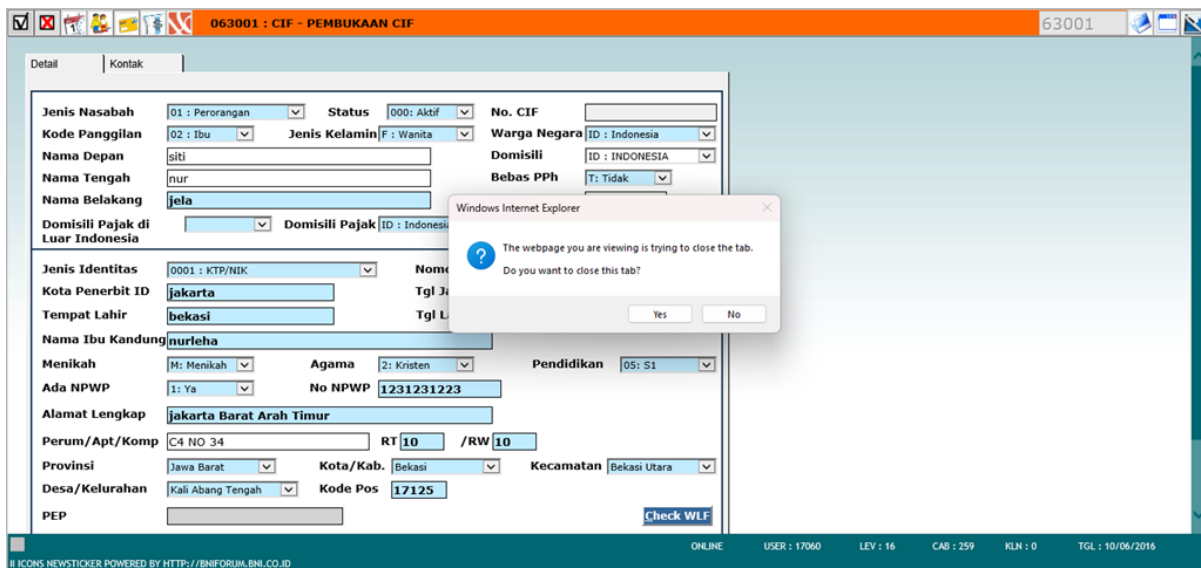 063001 : CIF - PEMBUKAAN CIF 63001
Detail Kontak
Jenis Nasabah 01 : Perorangan Status 000: Aktif No. CIF
Kode Panggilan 02 : Ibu Jenis Kelamin F : Wanita Warga Negara ID : Indonesia
Nama Depan siti Domisili ID : INDONESIA
Nama Tengah nur Bebas PPh T: Tidak
Nama Belakang jela
Domisili Pajak di Luar Indonesia Domisili Pajak ID : Indonesia
Windows Internet Explorer
The webpage you are viewing is trying to close the tab.
Do you want to close this tab?
Yes No
Jenis Identitas 0001 : KTP/NIK
Kota Penerbit ID jakarta Tgl
Tempat Lahir bekasi Tgl
Nama Ibu Kandung nurleha
Menikah M: Menikah Agama 2: Kristen Pendidikan 05: S1
Ada NPWP 1: Ya No NPWP 1231231223
Alamat Lengkap jakarta Barat Arah Timur
Perum/Apt/Komp C4 NO 34 RT 10 /RW 10
Provinsi Jawa Barat Kota/Kab. Bekasi Kecamatan Bekasi Utara
Desa/Kelurahan Kali Abang Tengah Kode Pos 17125
PEP Check WLF
ONLINE USER : 17060 LEV : 16 CAB : 259 KLN : 0 TGL : 10/06/2016
II ICONS NEWSTICKER POWERED BY HTTP://BNIFORUM.BNI.CO.ID